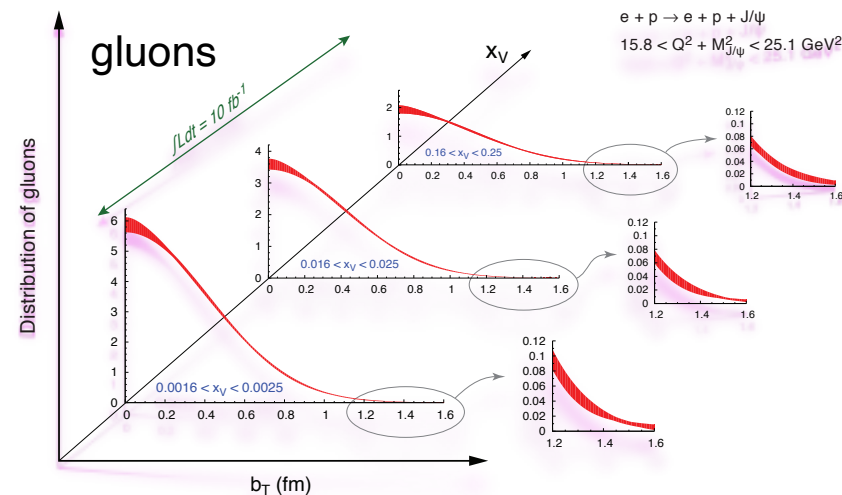 gluons
e + p → e + p + J/ψ
15.8 < Q² + M²J/ψ < 25.1 GeV²
∫Ldt = 10 fb⁻¹
xV
Distribution of gluons
bT (fm)
2
1
0
0.16 < xV < 0.25
0 0.2 0.4 0.6 0.8 1 1.2 1.4 1.6
0.12
0.1
0.08
0.06
0.04
0.02
0
1.2 1.4 1.6
4
3
2
1
0
0.016 < xV < 0.025
0 0.2 0.4 0.6 0.8 1 1.2 1.4 1.6
0.12
0.1
0.08
0.06
0.04
0.02
0
1.2 1.4 1.6
6
5
4
3
2
1
0
0.0016 < xV < 0.0025
0 0.2 0.4 0.6 0.8 1 1.2 1.4 1.6
0.12
0.1
0.08
0.06
0.04
0.02
0
1.2 1.4 1.6